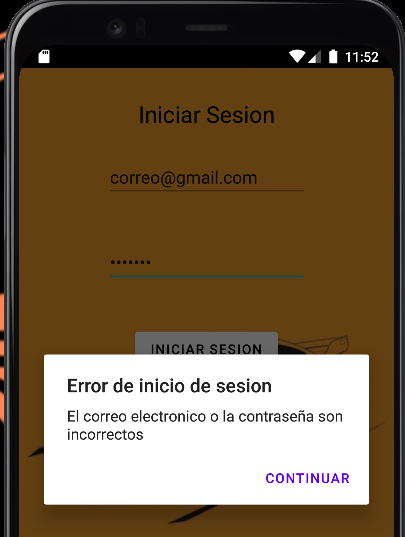 11:52
Iniciar Sesion
correo@gmail.com
•••••••
INICIAR SESION
Error de inicio de sesion
El correo electronico o la contraseña son
incorrectos
CONTINUAR